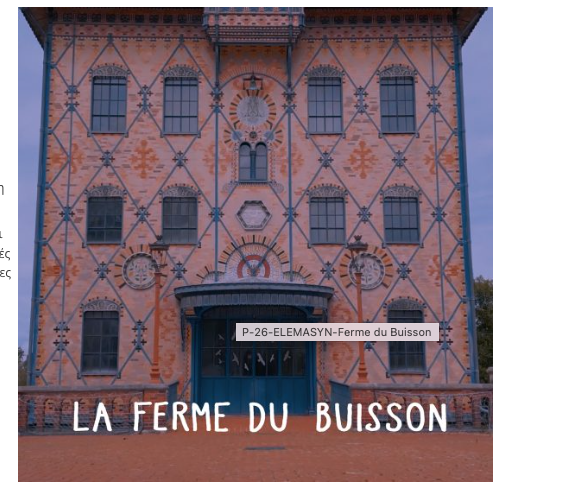 P-26-ELEMASYN-Ferme du Buisson
LA FERME DU BUISSON